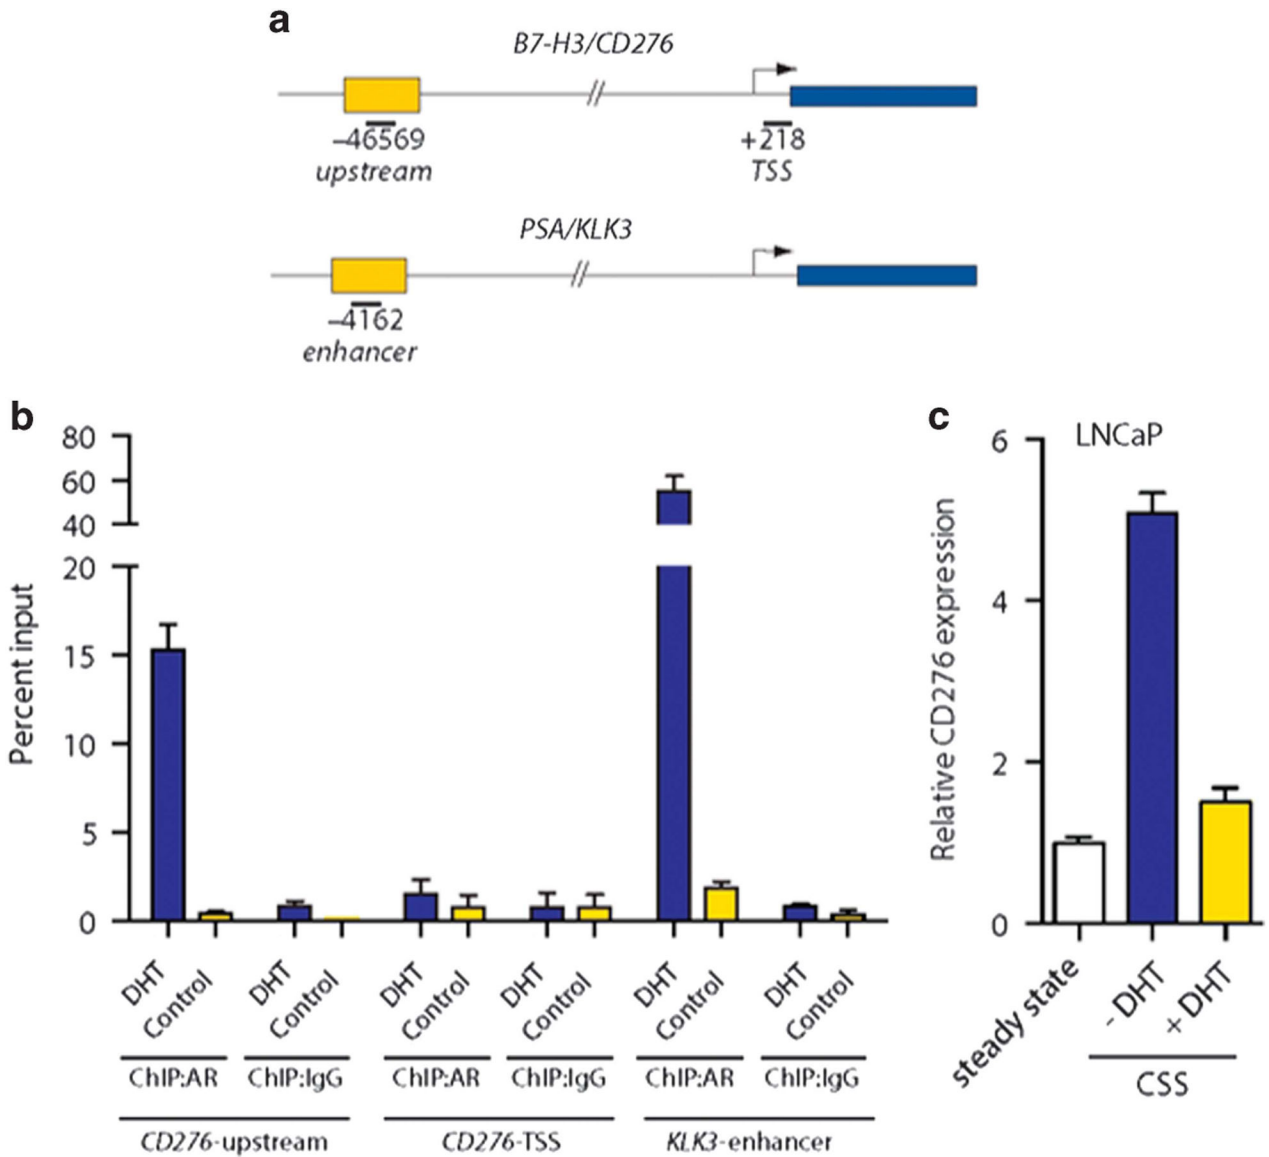 a
B7-H3/CD276
–46569
upstream
+218
TSS
PSA/KLK3
–4162
enhancer
b
80
60
40
20
15
10
5
0
Percent input
DHT
Control
DHT
Control
DHT
Control
DHT
Control
DHT
Control
DHT
Control
ChIP:AR
ChIP:IgG
ChIP:AR
ChIP:IgG
ChIP:AR
ChIP:IgG
CD276-upstream
CD276-TSS
KLK3-enhancer
c
LNCaP
6
4
2
0
Relative CD276 expression
steady state
- DHT
+ DHT
CSS